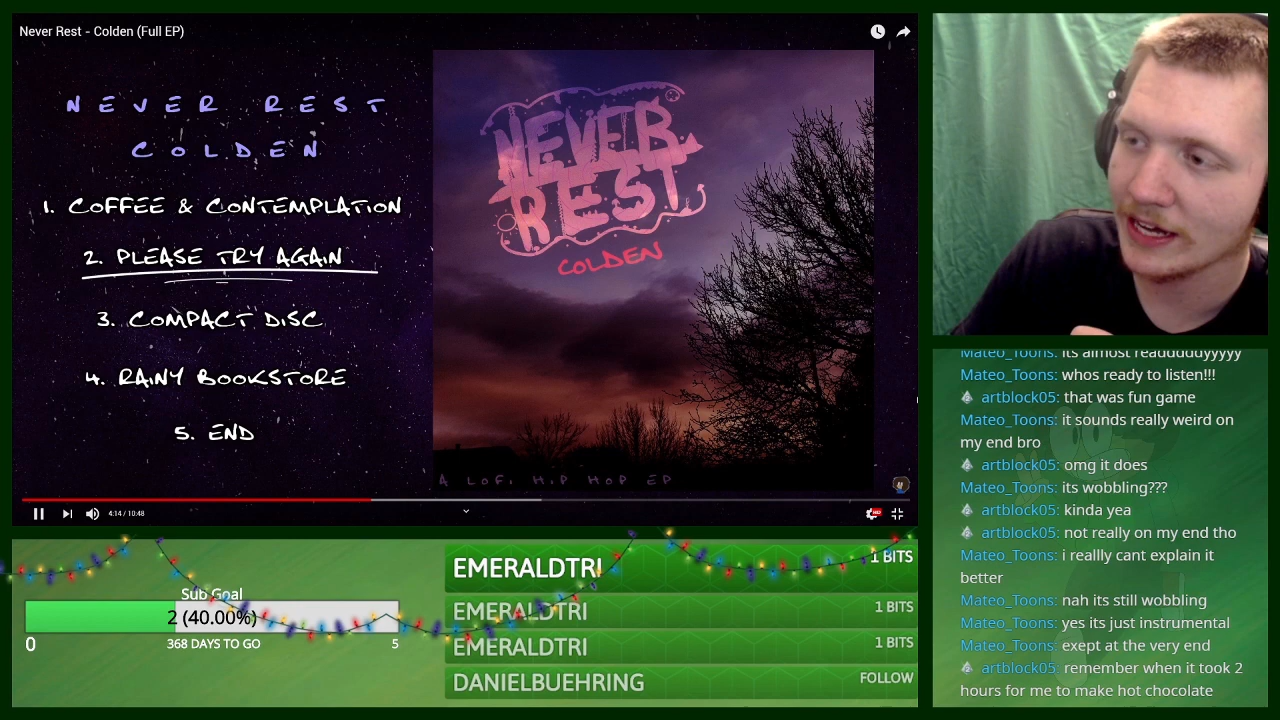 Never Rest - Colden (Full EP)
NEVER REST
COLDEN
1. COFFEE & CONTEMPLATION
2. PLEASE TRY AGAIN
3. COMPACT DISC
4. RAINY BOOKSTORE
5. END
NEVER
REST
COLDEN
A LOFI HIP HOP EP
4:14 / 10:48
HD
Sub Goal
2 (40.00%)
0
368 DAYS TO GO
5
EMERALDTRI 1 BITS
EMERALDTRI 1 BITS
EMERALDTRI 1 BITS
DANIELBUEHRING FOLLOW
Mateo_Toons: its almost readddduyyyyy
Mateo_Toons: whos ready to listen!!!
artblock05: that was fun game
Mateo_Toons: it sounds really weird on
my end bro
artblock05: omg it does
Mateo_Toons: its wobbling???
artblock05: kinda yea
artblock05: not really on my end tho
Mateo_Toons: i reallly cant explain it
better
Mateo_Toons: nah its still wobbling
Mateo_Toons: yes its just instrumental
Mateo_Toons: exept at the very end
artblock05: remember when it took 2
hours for me to make hot chocolate